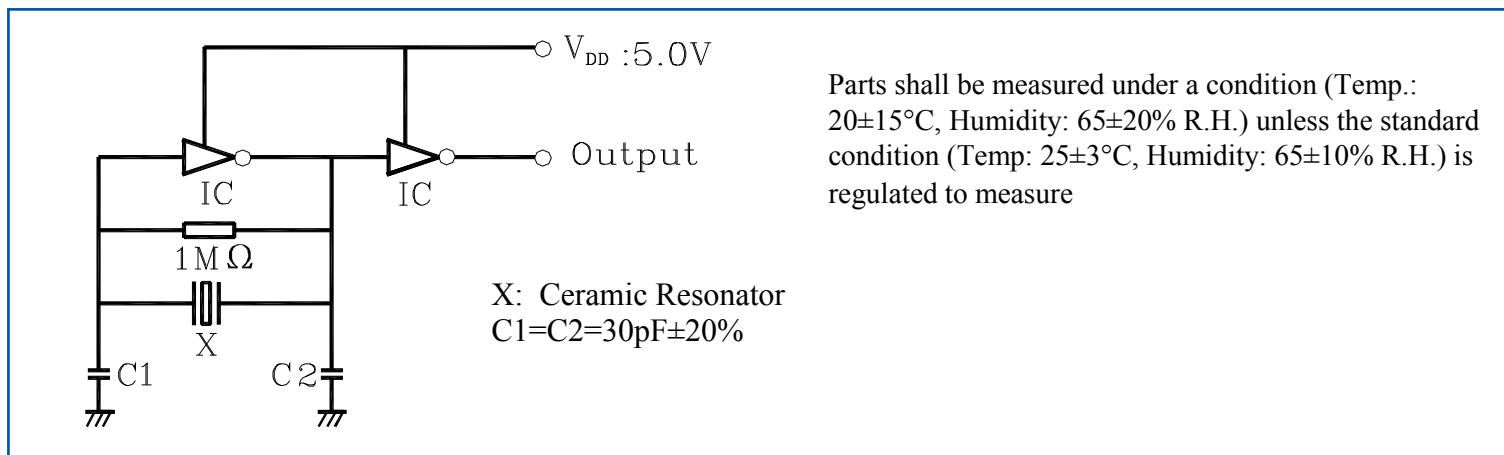 V_DD :5.0V
Parts shall be measured under a condition (Temp.:
20±15°C, Humidity: 65±20% R.H.) unless the standard
condition (Temp: 25±3°C, Humidity: 65±10% R.H.) is
regulated to measure
Output
IC
IC
1MΩ
X: Ceramic Resonator
C1=C2=30pF±20%
X
C1
C2